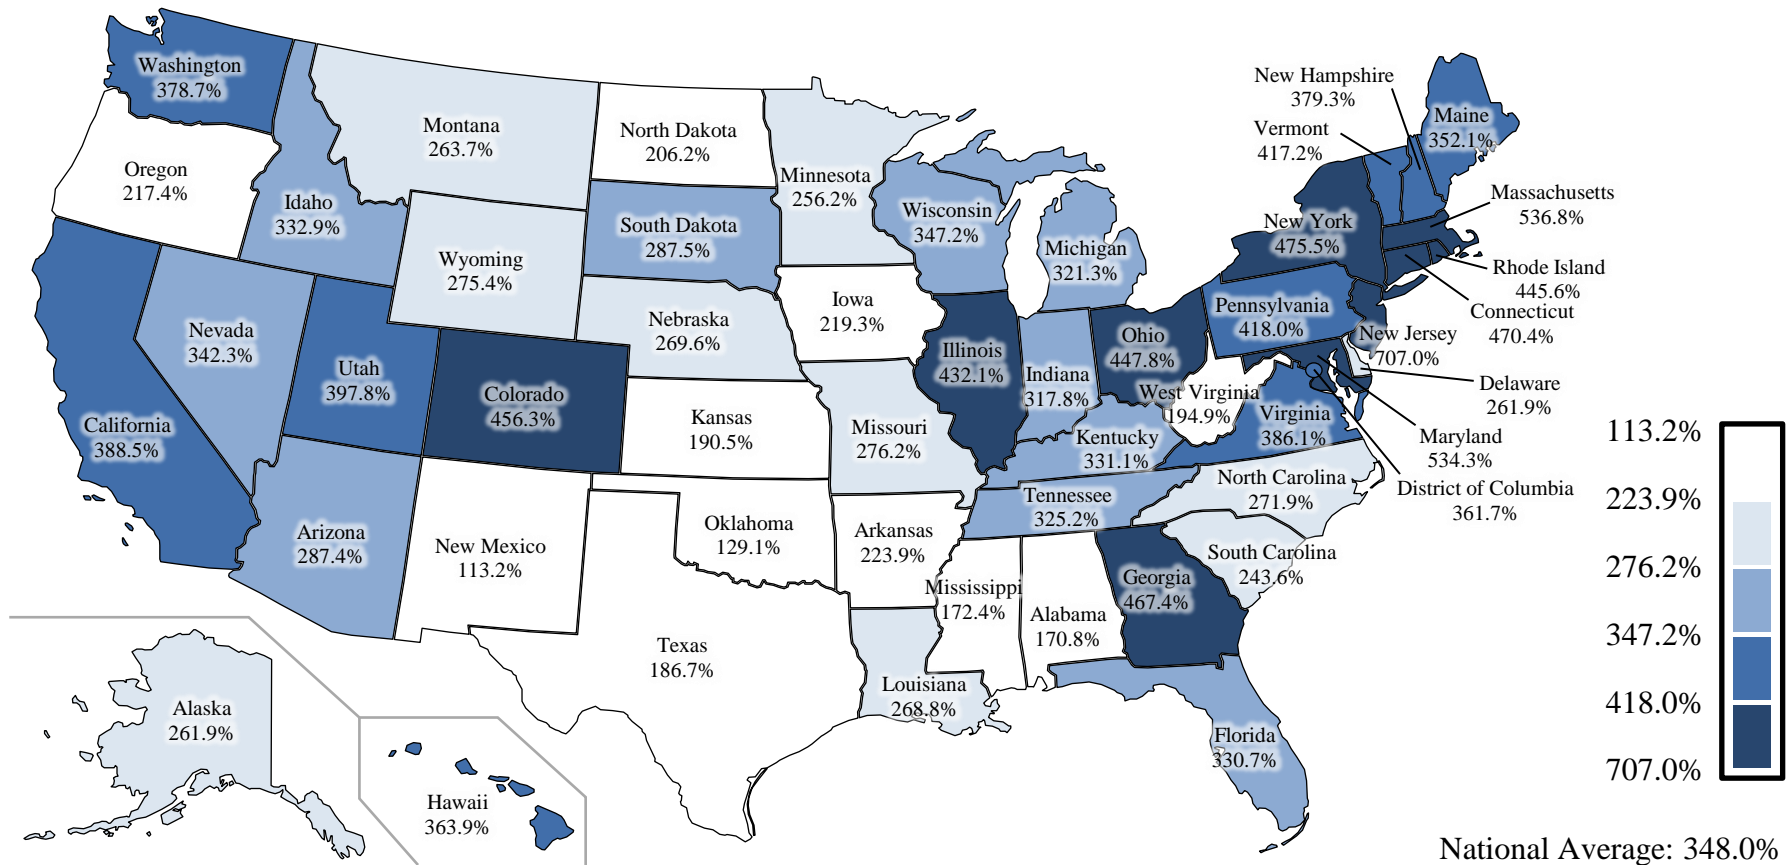 Washington
378.7%
Oregon
217.4%
California
388.5%
Idaho
332.9%
Nevada
342.3%
Utah
397.8%
Arizona
287.4%
Montana
263.7%
Wyoming
275.4%
Colorado
456.3%
New Mexico
113.2%
North Dakota
206.2%
South Dakota
287.5%
Nebraska
269.6%
Kansas
190.5%
Oklahoma
129.1%
Texas
186.7%
Minnesota
256.2%
Iowa
219.3%
Missouri
276.2%
Arkansas
223.9%
Louisiana
268.8%
Wisconsin
347.2%
Illinois
432.1%
Michigan
321.3%
Indiana
317.8%
Ohio
447.8%
Kentucky
331.1%
Tennessee
325.2%
Mississippi
172.4%
Alabama
170.8%
Georgia
467.4%
Florida
330.7%
South Carolina
243.6%
North Carolina
271.9%
Virginia
386.1%
West Virginia
194.9%
Pennsylvania
418.0%
New York
475.5%
New Hampshire
379.3%
Vermont
417.2%
Maine
352.1%
Massachusetts
536.8%
Rhode Island
445.6%
Connecticut
470.4%
New Jersey
707.0%
Delaware
261.9%
Maryland
534.3%
District of Columbia
361.7%
Alaska
261.9%
Hawaii
363.9%
113.2%
223.9%
276.2%
347.2%
418.0%
707.0%
National Average: 348.0%